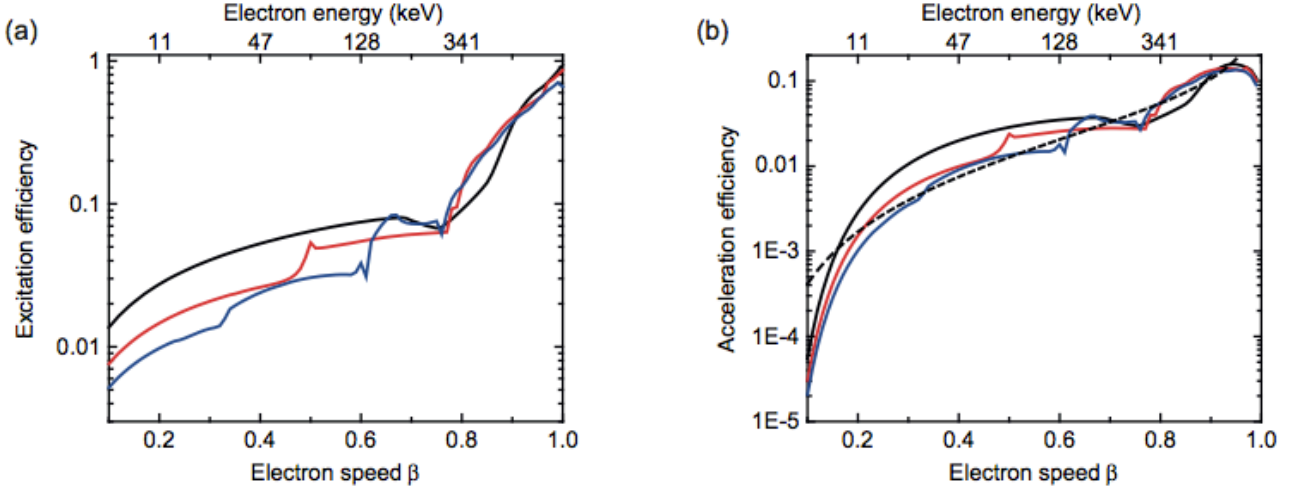 (a)
Electron energy (keV)
11 47 128 341
1
0.1
0.01
Excitation efficiency
0.2 0.4 0.6 0.8 1.0
Electron speed β
(b)
Electron energy (keV)
11 47 128 341
0.1
0.01
1E-3
1E-4
1E-5
Acceleration efficiency
0.2 0.4 0.6 0.8 1.0
Electron speed β